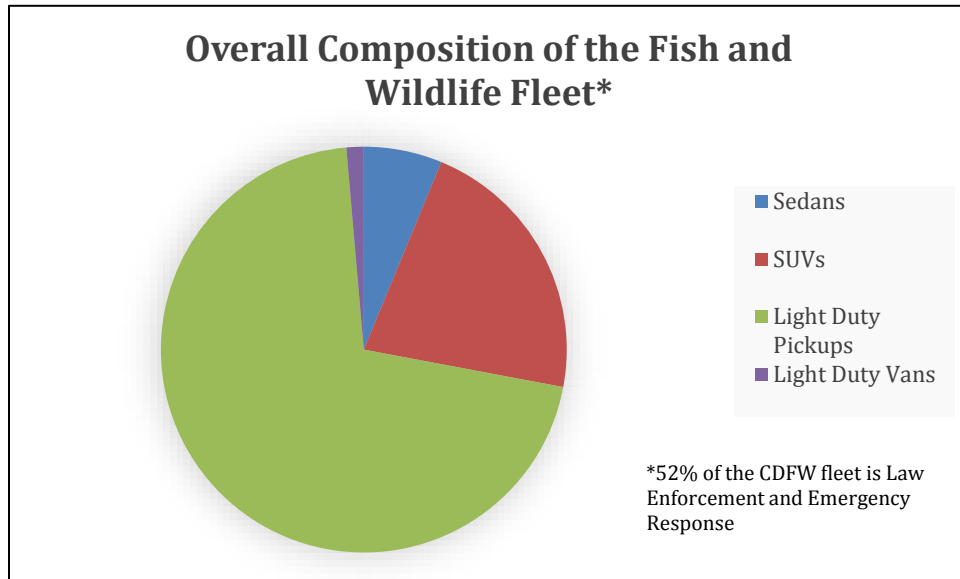 Overall Composition of the Fish and
Wildlife Fleet*
Sedans
SUVs
Light Duty
Pickups
Light Duty Vans
*52% of the CDFW fleet is Law
Enforcement and Emergency
Response